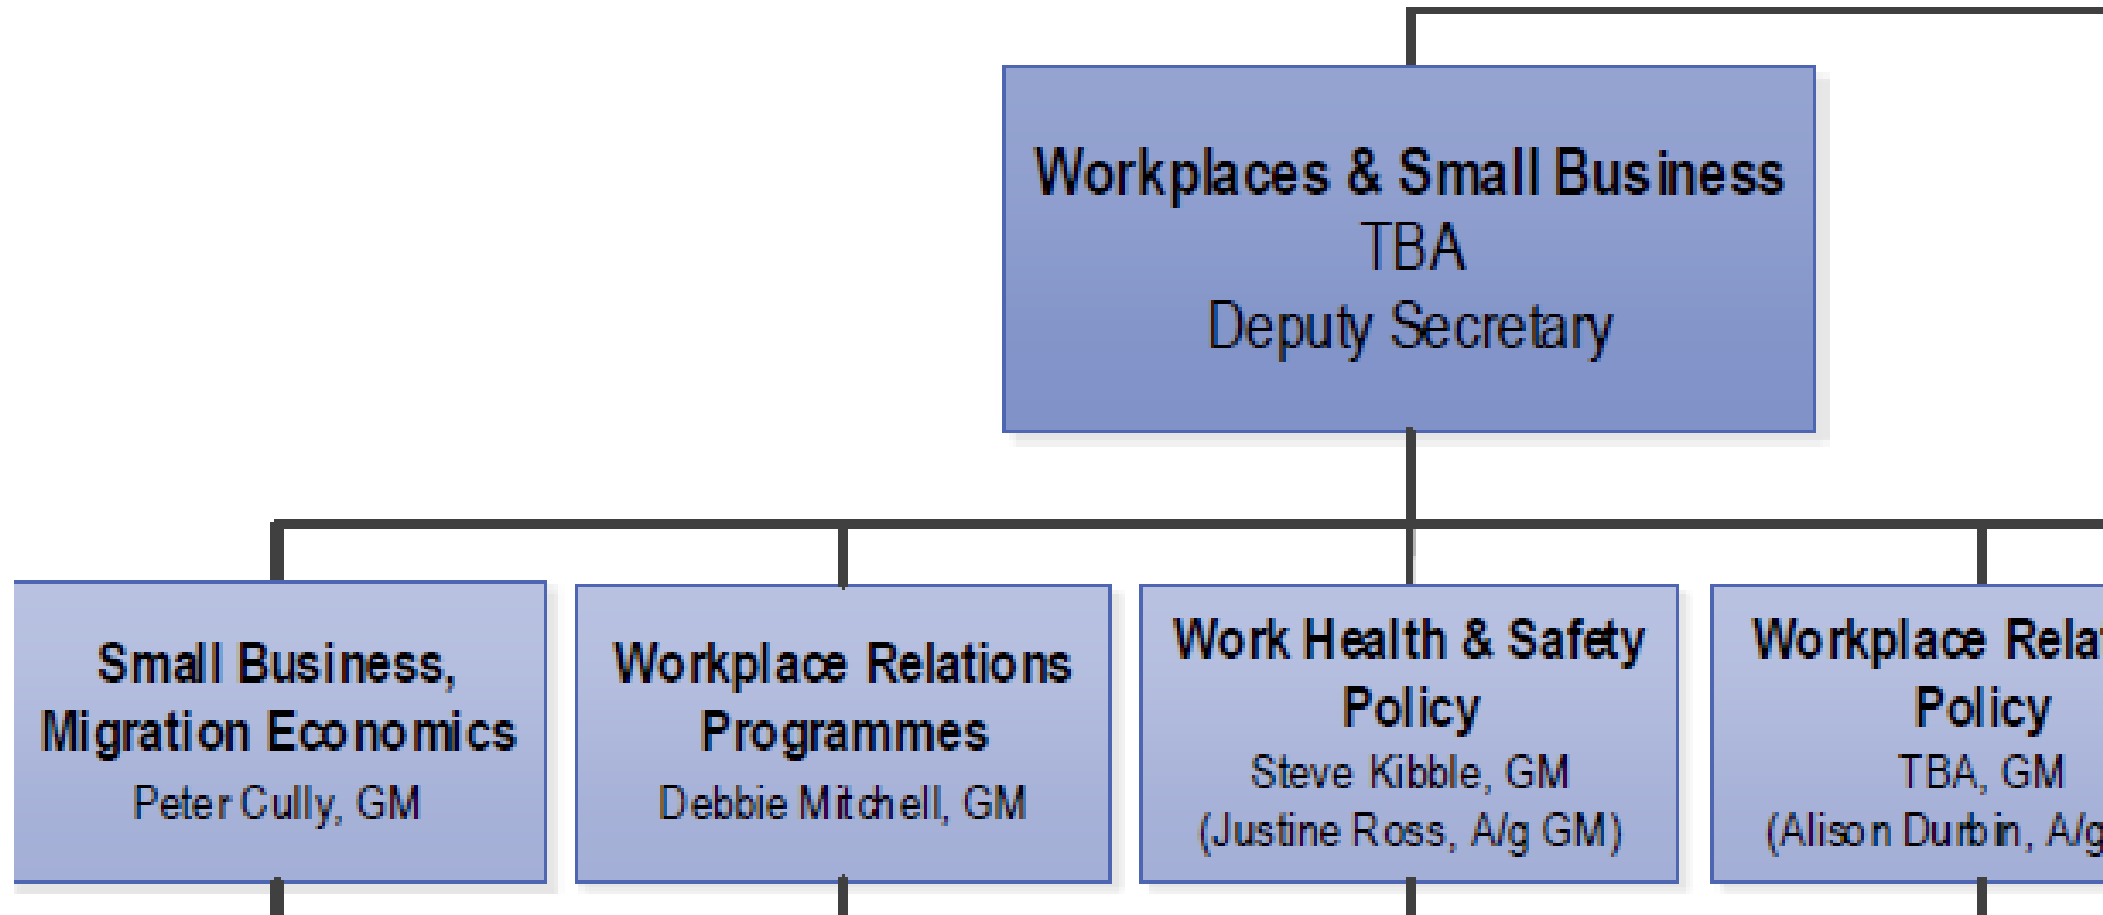 Workplaces & Small Business
TBA
Deputy Secretary
Small Business,
Migration Economics
Peter Cully, GM
Workplace Relations
Programmes
Debbie Mitchell, GM
Work Health & Safety
Policy
Steve Kibble, GM
(Justine Ross, A/g GM)
Workplace
Policy
TBA, GM
(Alison Durbin, A/g